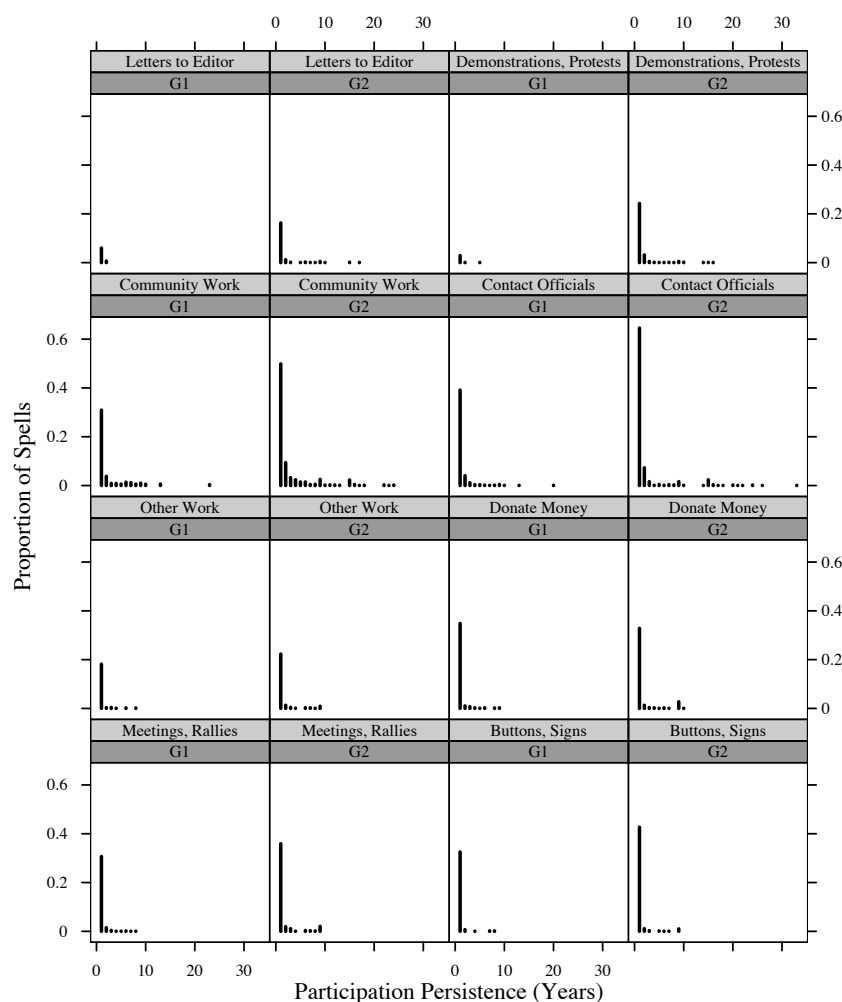 0 10 20 30 0 10 20 30
Letters to Editor Letters to Editor Demonstrations, Protests Demonstrations, Protests
G1 G2 G1 G2
0.6
0.4
0.2
0
Community Work Community Work Contact Officials Contact Officials
G1 G2 G1 G2
0.6
0.4
0.2
0
Proportion of Spells
Other Work Other Work Donate Money Donate Money
G1 G2 G1 G2
0.6
0.4
0.2
0
Meetings, Rallies Meetings, Rallies Buttons, Signs Buttons, Signs
G1 G2 G1 G2
0.6
0.4
0.2
0
0 10 20 30 0 10 20 30
Participation Persistence (Years)